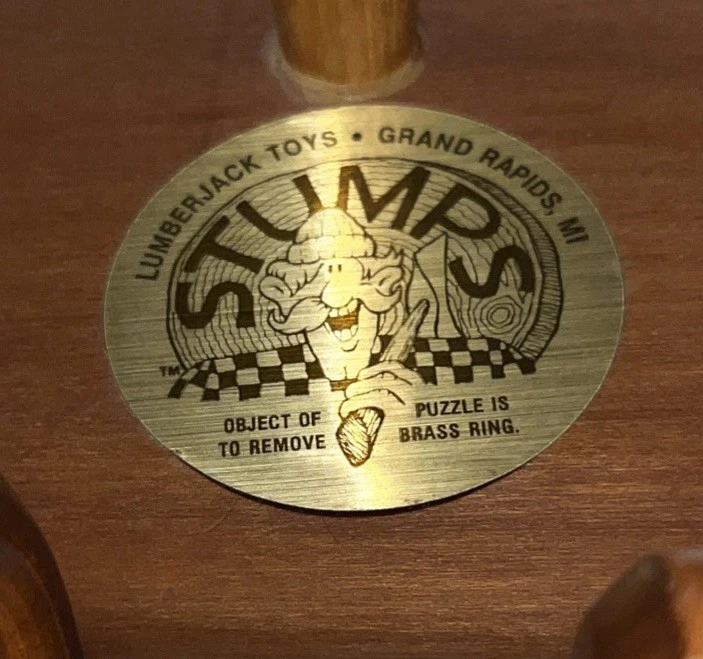 LUMBERJACK TOYS • GRAND RAPIDS, MI
STUMPS
TM
OBJECT OF PUZZLE IS
TO REMOVE BRASS RING.